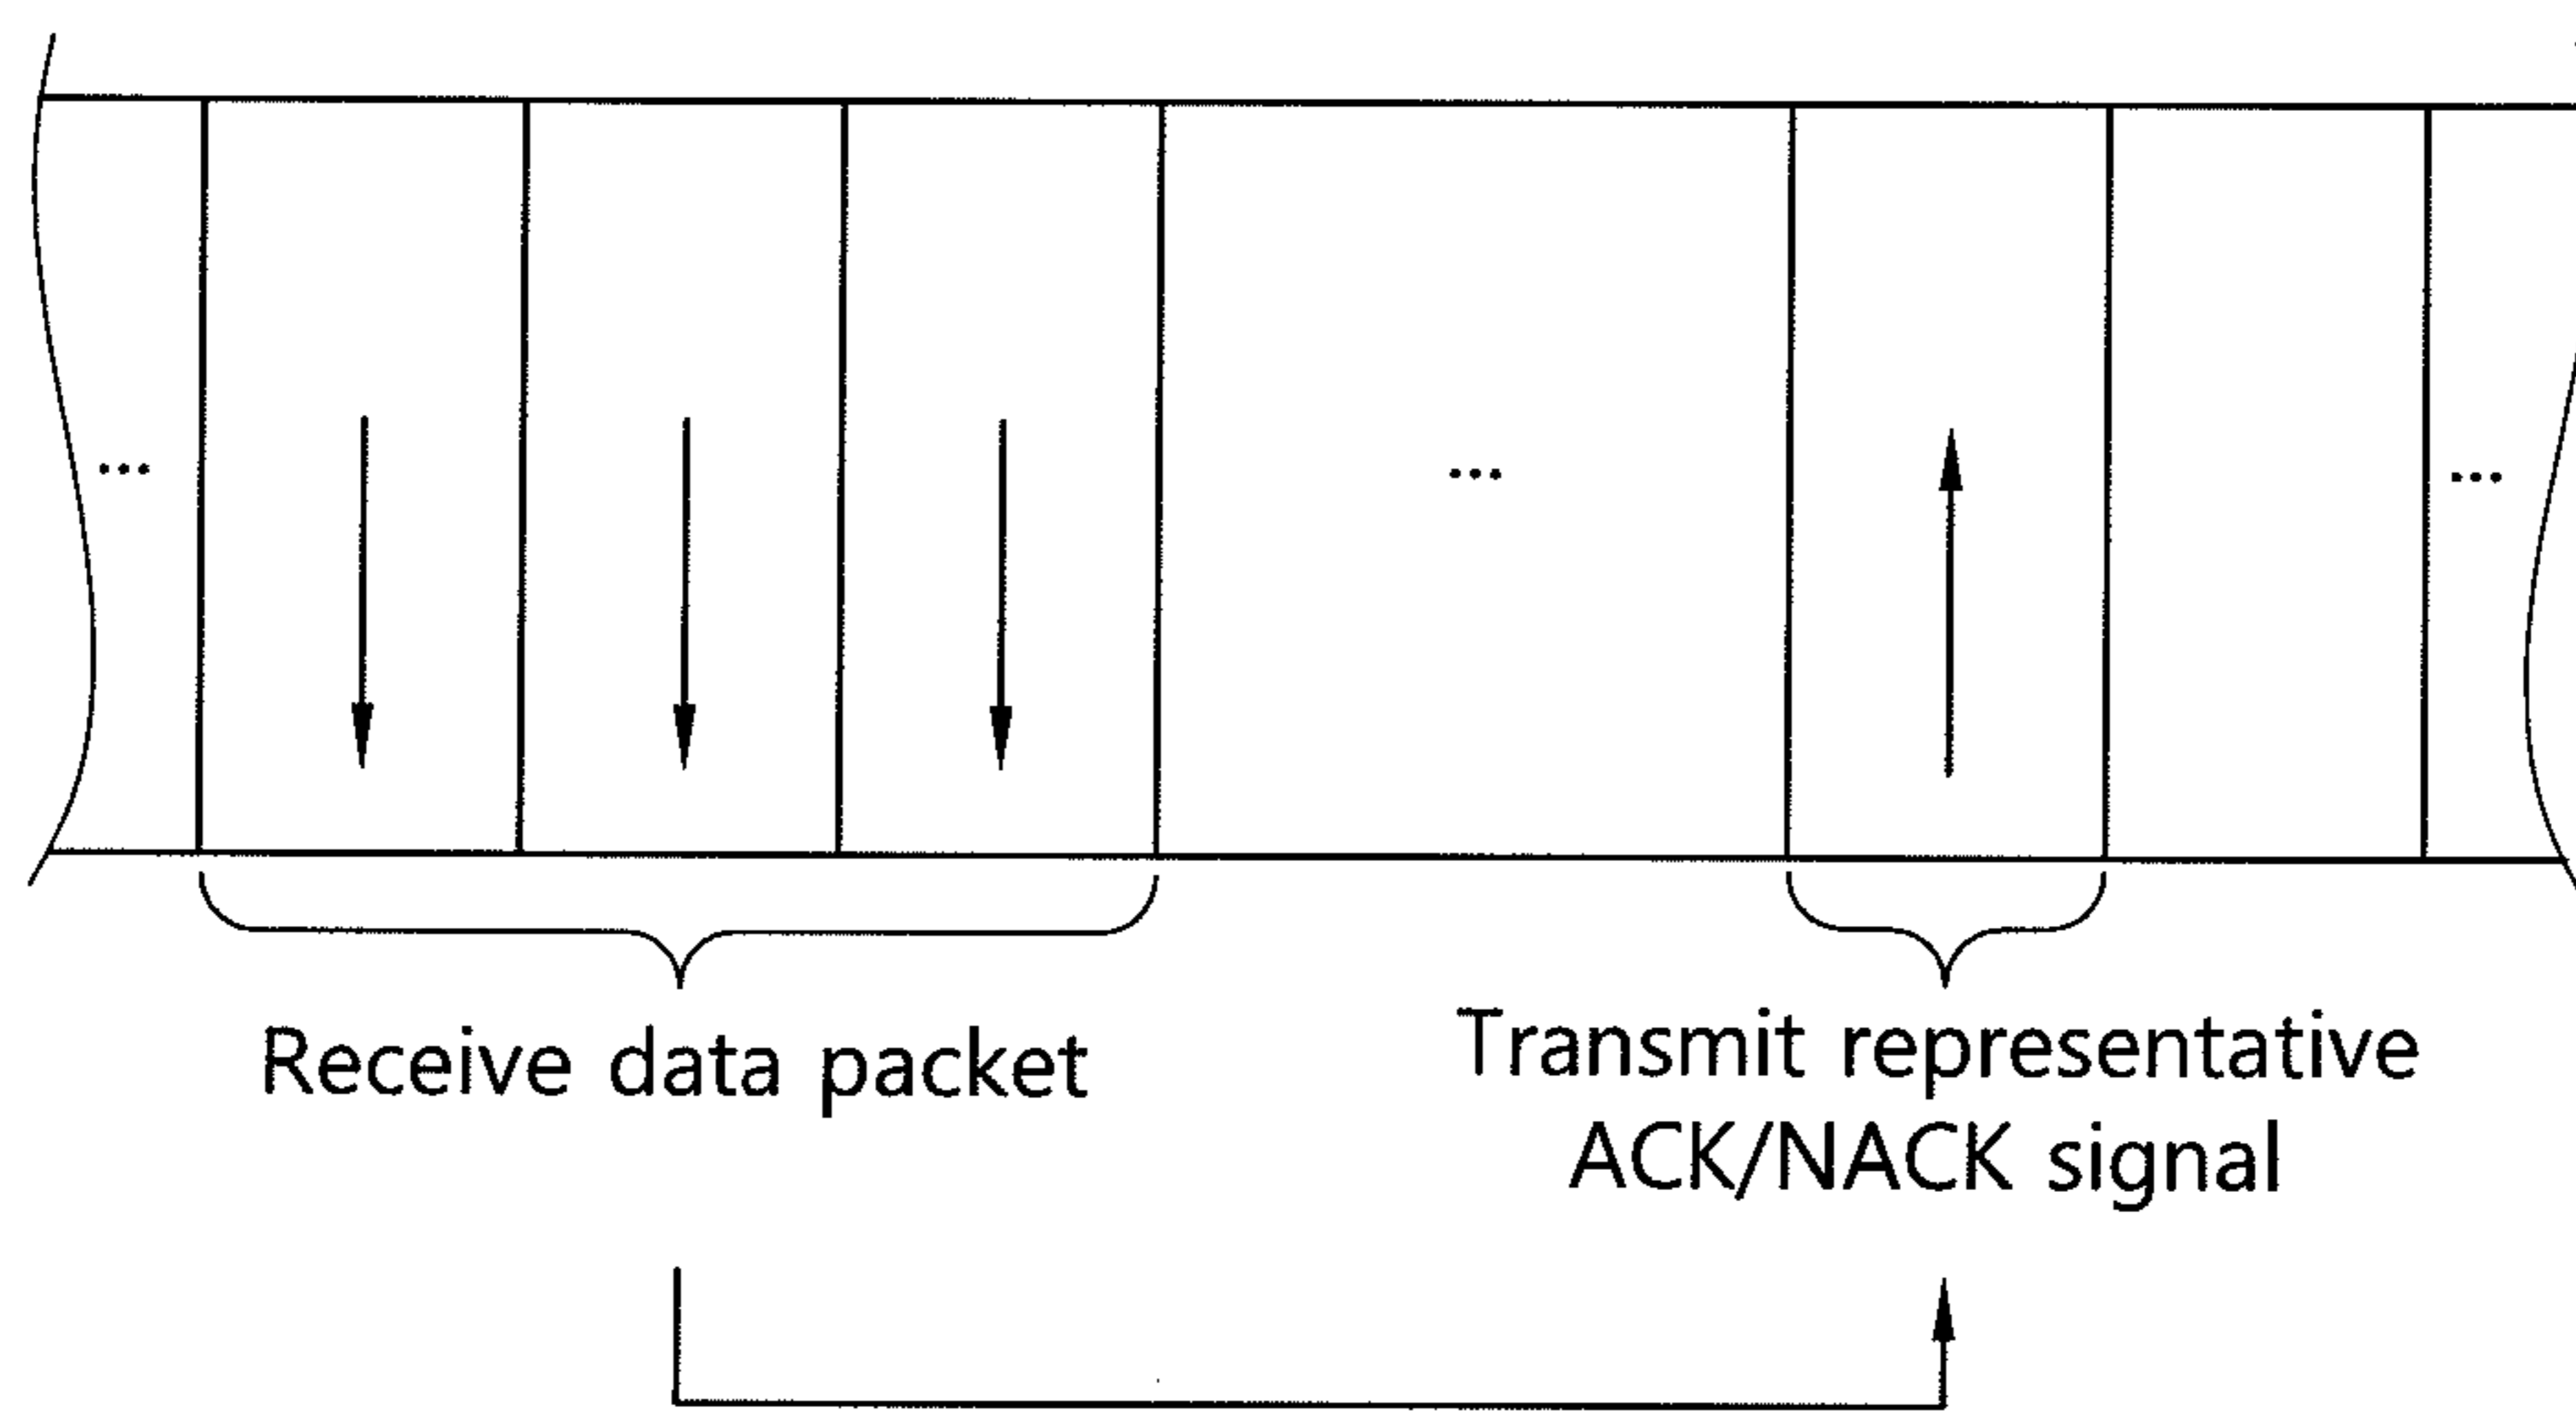 ... ... ...
Receive data packet
Transmit representative
ACK/NACK signal